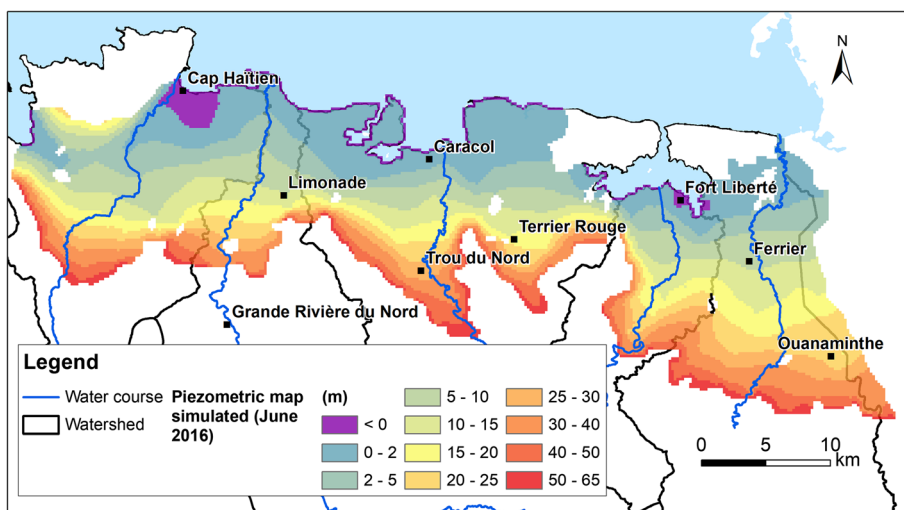 N
Cap Haïtien
Caracol
Limonade
Fort Liberté
Terrier Rouge
Ferrier
Trou du Nord
Grande Rivière du Nord
Ouanaminthe
Legend
Water course
Watershed
Piezometric map
simulated (June
2016)
(m)
< 0
0 - 2
2 - 5
5 - 10
10 - 15
15 - 20
20 - 25
25 - 30
30 - 40
40 - 50
50 - 65
0 5 10
km